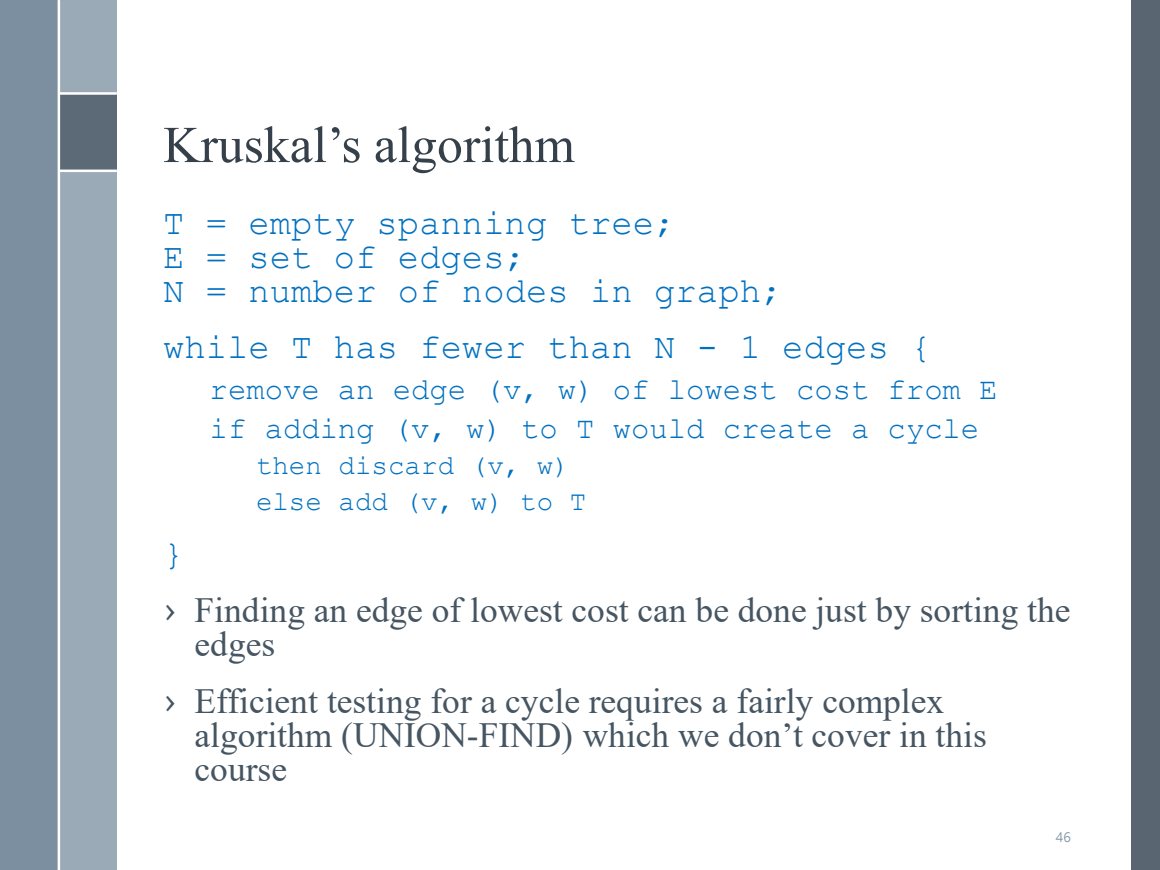 Kruskal’s algorithm
T = empty spanning tree;
E = set of edges;
N = number of nodes in graph;
while T has fewer than N - 1 edges {
remove an edge (v, w) of lowest cost from E
if adding (v, w) to T would create a cycle
then discard (v, w)
else add (v, w) to T
}
› Finding an edge of lowest cost can be done just by sorting the
edges
› Efficient testing for a cycle requires a fairly complex
algorithm (UNION-FIND) which we don’t cover in this
course
46